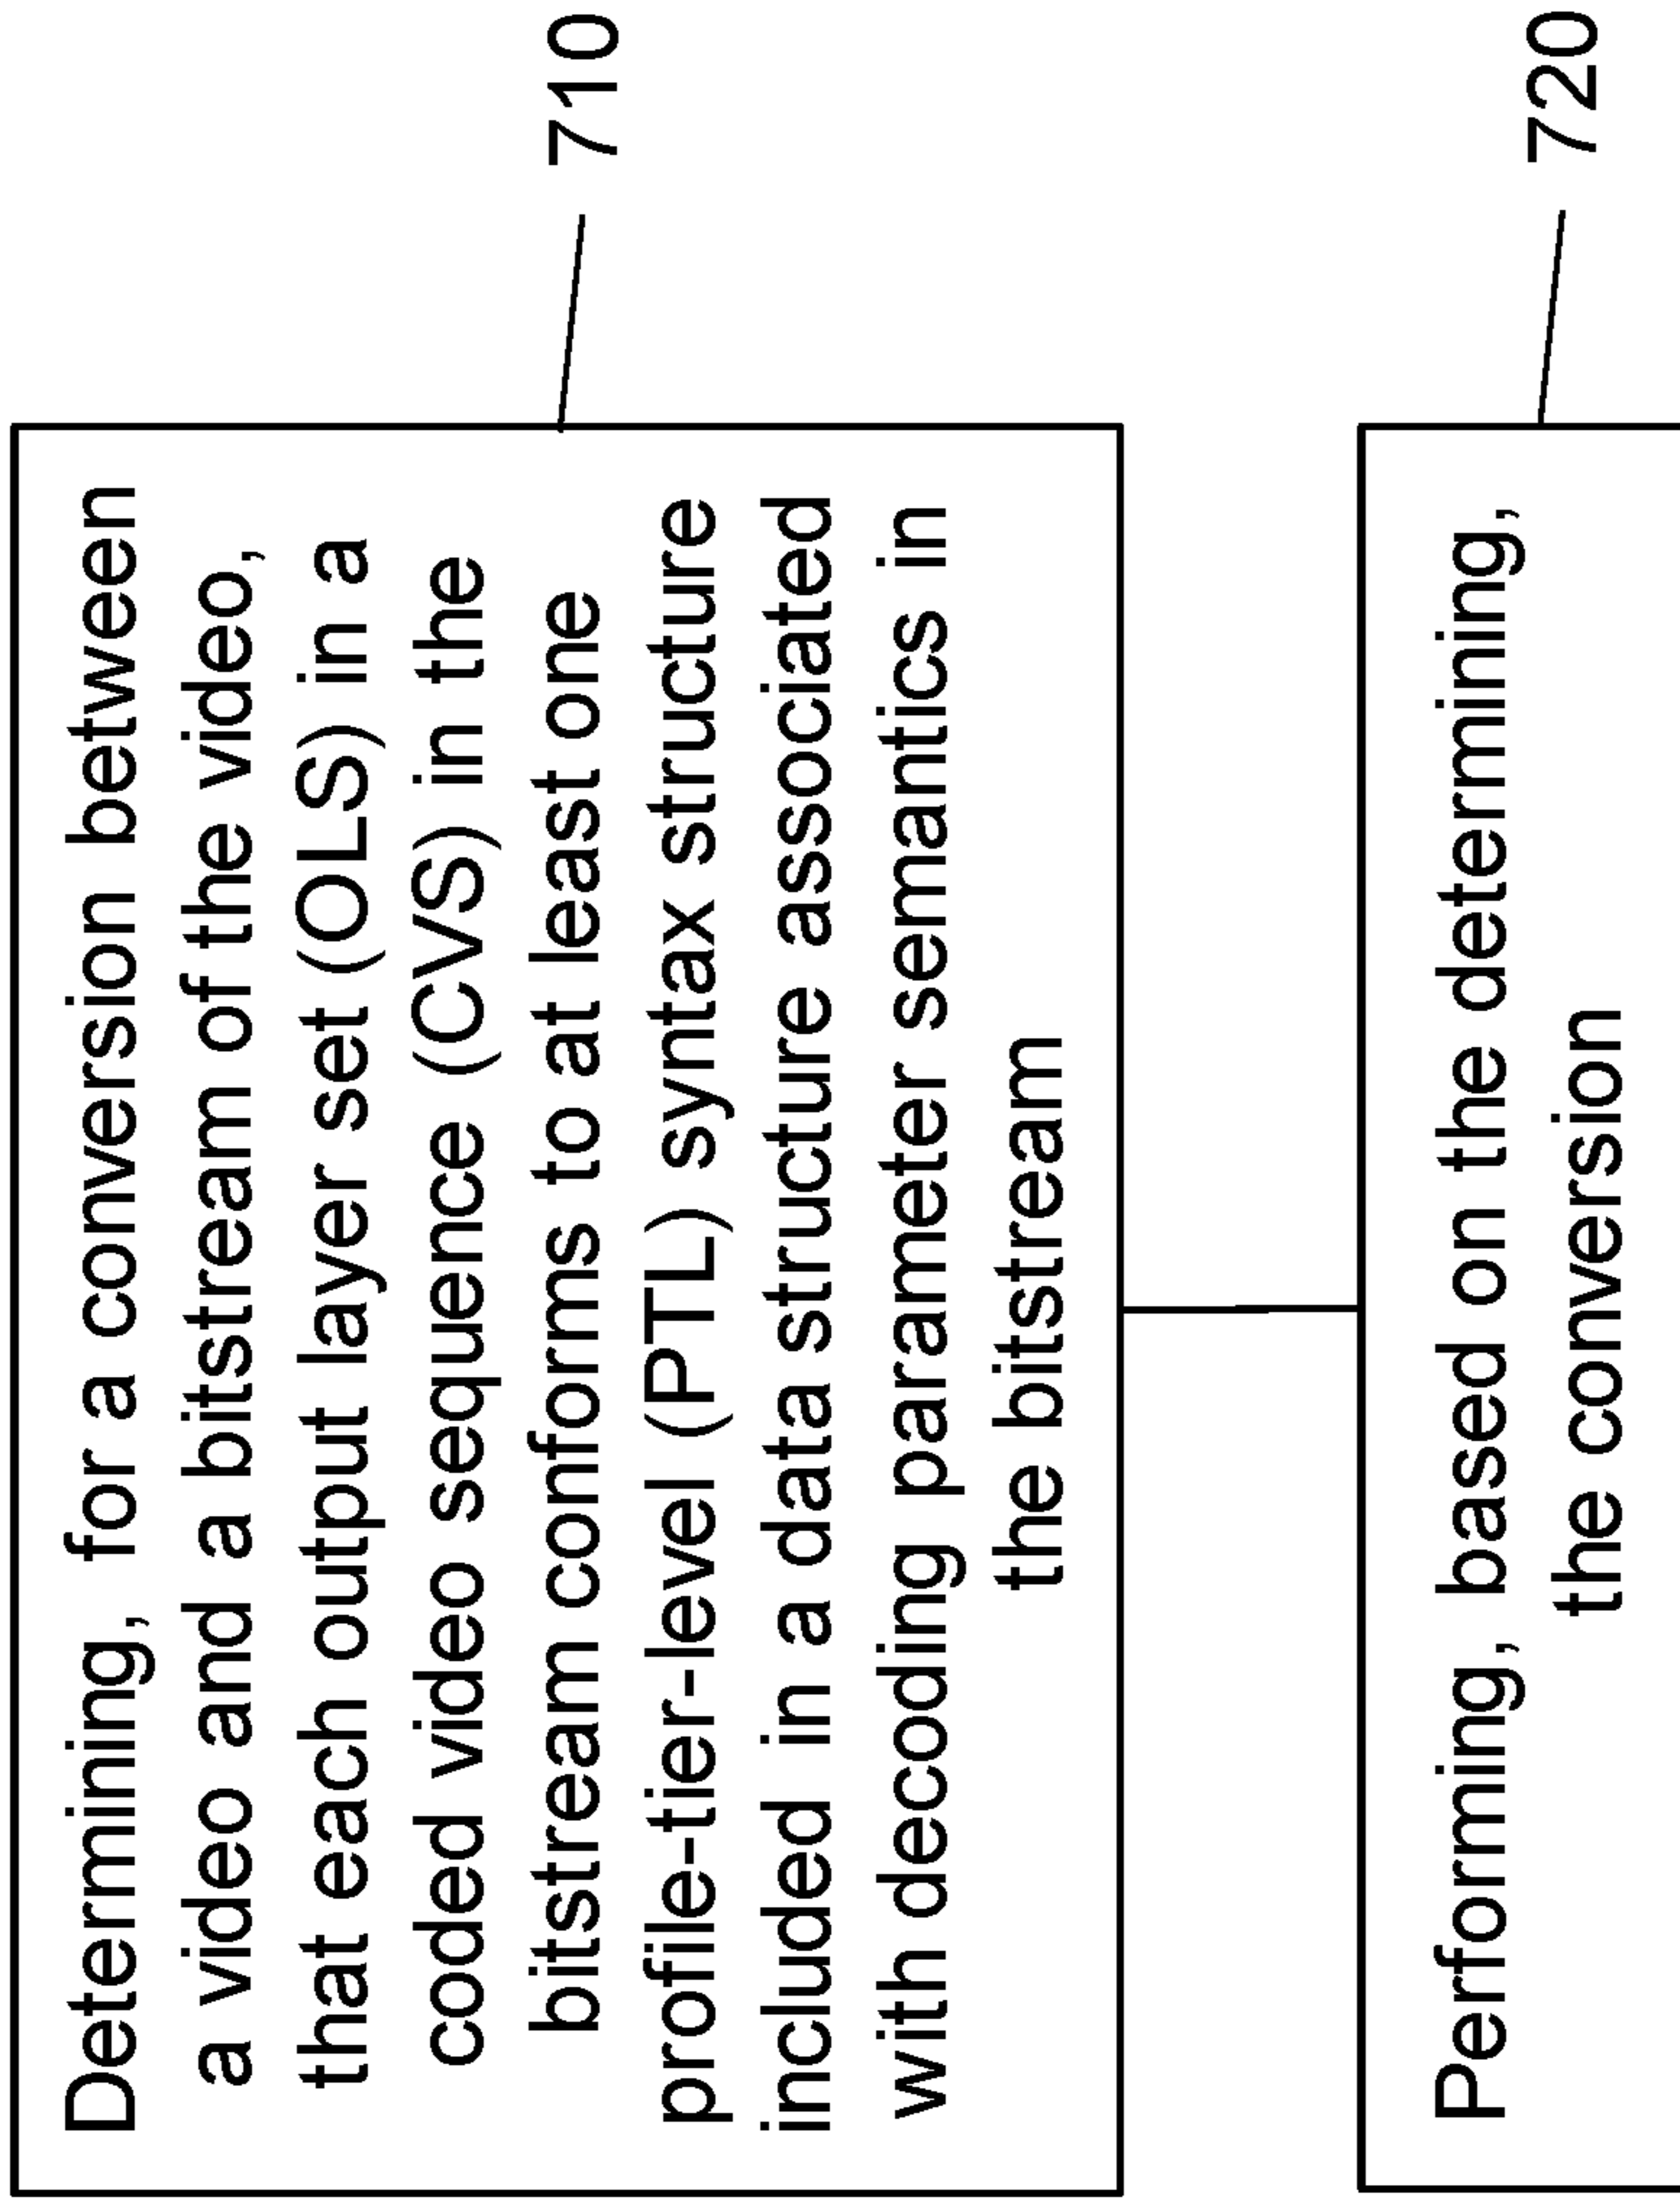 Determining, for a conversion between
a video and a bitstream of the video,
that each output layer set (OLS) in a
coded video sequence (CVS) in the
bitstream conforms to at least one
profile-tier-level (PTL) syntax structure
included in a data structure associated
with decoding parameter semantics in
the bitstream
710
Performing, based on the determining,
the conversion
720